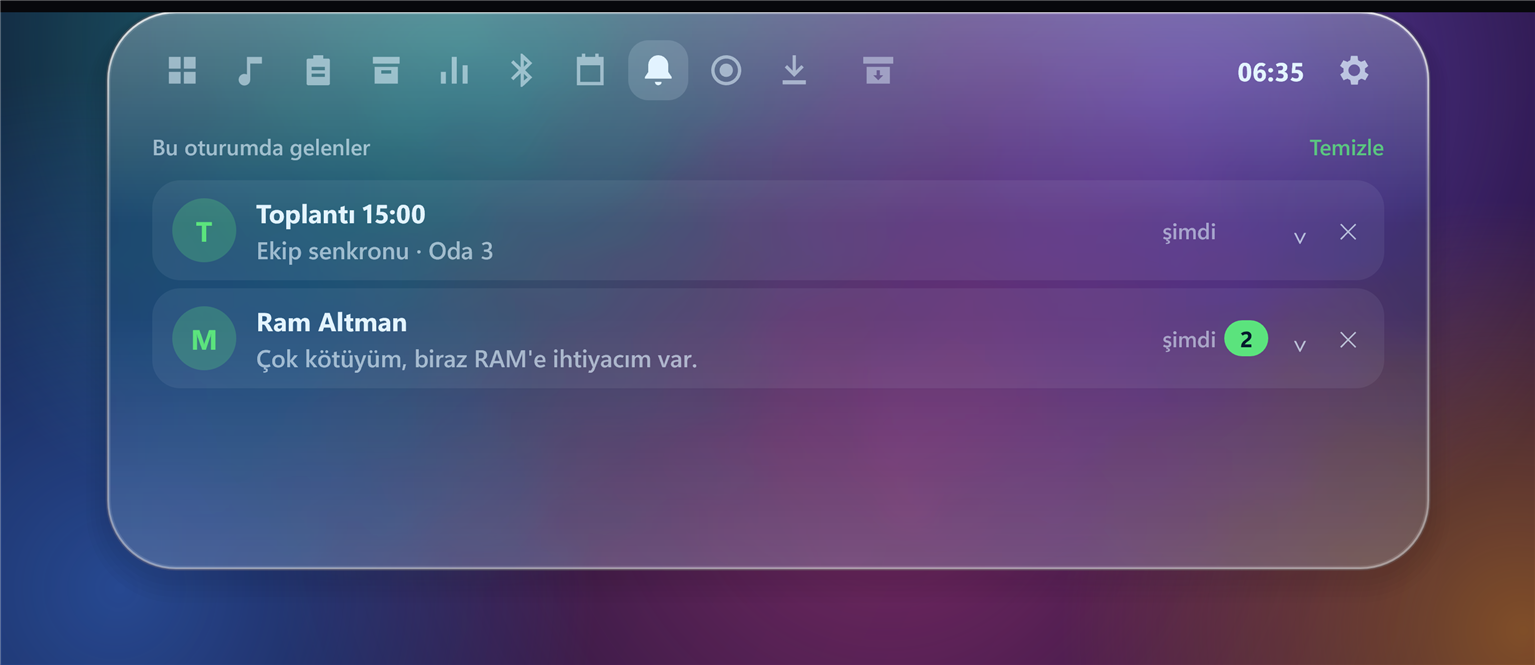 06:35
Bu oturumda gelenler
Temizle
T
Toplantı 15:00
Ekip senkronu · Oda 3
şimdi
M
Ram Altman
Çok kötüyüm, biraz RAM'e ihtiyacım var.
şimdi 2